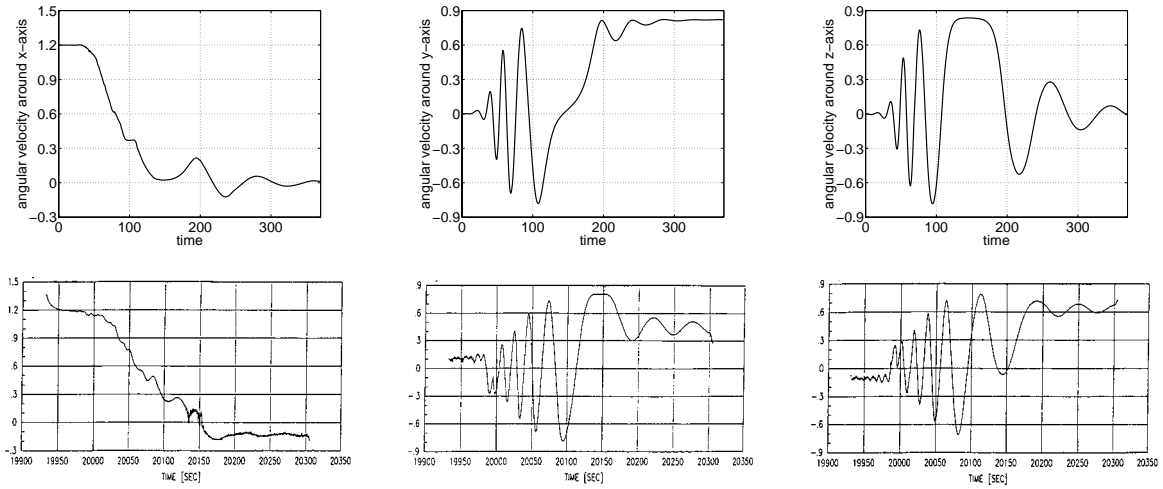 angular velocity around x−axis
1.5
1.2
0.9
0.6
0.3
0
−0.3
0 100 200 300
time
angular velocity around y−axis
0.9
0.6
0.3
0
−0.3
−0.6
−0.9
0 100 200 300
time
angular velocity around z−axis
0.9
0.6
0.3
0
−0.3
−0.6
−0.9
0 100 200 300
time
1.5
1.2
.9
.6
.3
0
-.3
19900 19950 20000 20050 20100 20150 20200 20250 20300 20350
TIME [SEC]
.9
.6
.3
0
-.3
-.6
-.9
19900 19950 20000 20050 20100 20150 20200 20250 20300 20350
TIME [SEC]
.9
.6
.3
0
-.3
-.6
-.9
19900 19950 20000 20050 20100 20150 20200 20250 20300 20350
TIME [SEC]